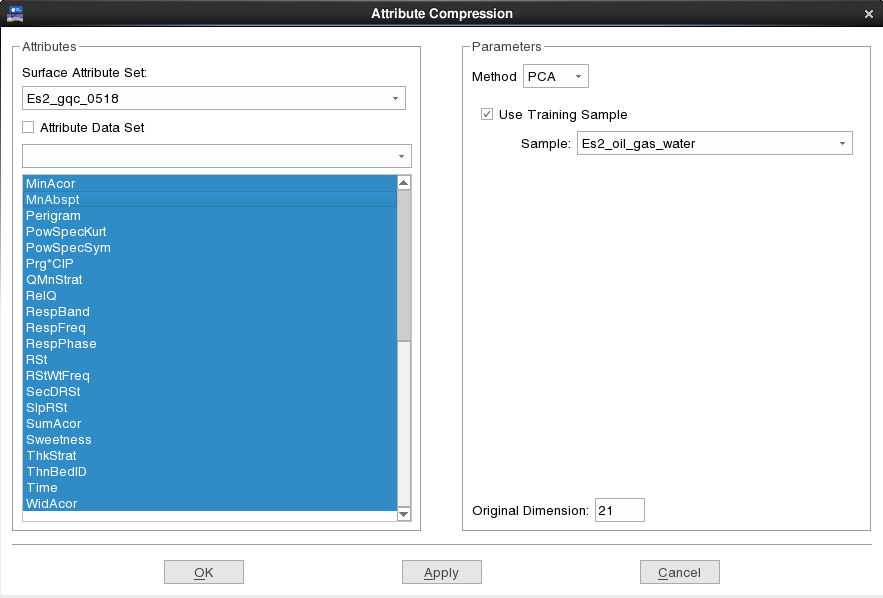 Attribute Compression
Attributes
Surface Attribute Set:
Es2_gqc_0518
Attribute Data Set
MinAcor
MnAbspt
Perigram
PowSpecKurt
PowSpecSym
Prg*CIP
QMnStrat
RelQ
RespBand
RespFreq
RespPhase
RSt
RStWtFreq
SecDRSt
SlpRSt
SumAcor
Sweetness
ThkStrat
ThnBedID
Time
WidAcor
Parameters
Method PCA
Use Training Sample
Sample: Es2_oil_gas_water
Original Dimension: 21
OK Apply Cancel